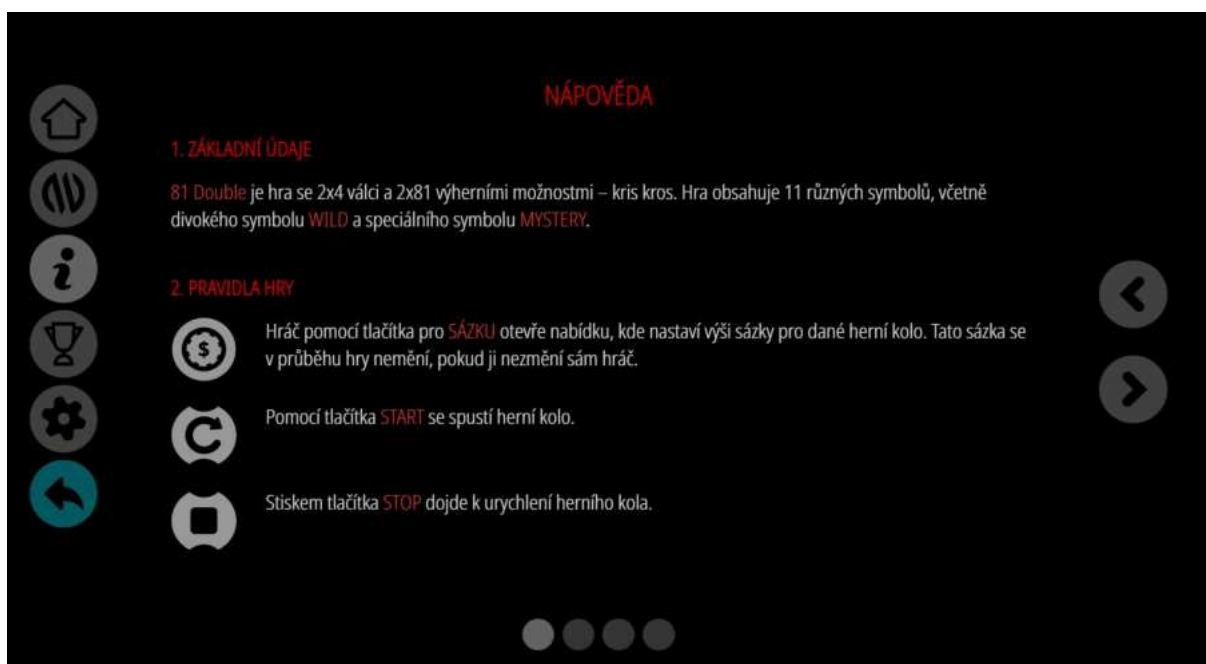 NÁPOVĚDA
1. ZÁKLADNÍ ÚDAJE
81 Double je hra se 2x4 válci a 2x81 výherními možnostmi – kris kros. Hra obsahuje 11 různých symbolů, včetně
divokého symbolu WILD a speciálního symbolu MYSTERY.
2. PRAVIDLA HRY
Hráč pomocí tlačítka pro SÁZKU otevře nabídku, kde nastaví výši sázky pro dané herní kolo. Tato sázka se
v průběhu hry nemění, pokud ji nezmění sám hráč.
Pomocí tlačítka START se spustí herní kolo.
Stiskem tlačítka STOP dojde k urychlení herního kola.